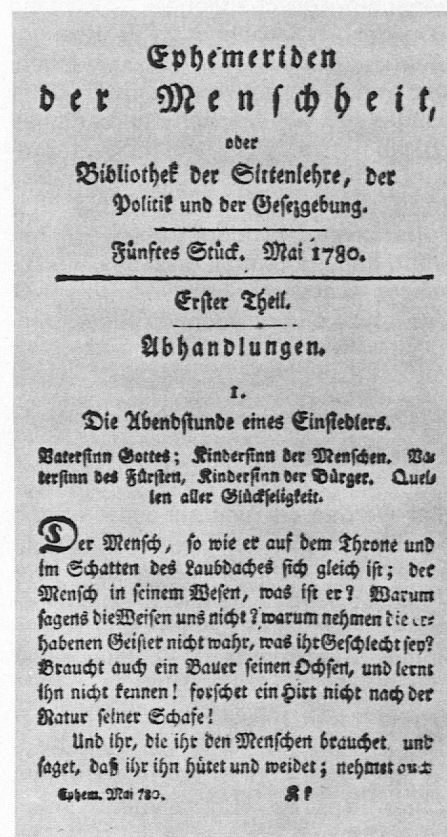 Ephemeriden
der Menschheit,
oder
Bibliothek der Sittenlehre, der
Politik und der Gesezgebung.
Fünftes Stück. Mai 1780.
Erster Theil.
Abhandlungen.
1.
Die Abendstunde eines Einsiedlers.
Vatersinn Gottes; Kindersinn der Menschen. Va-
tersinn des Fürsten, Kindersinn der Bürger. Quel-
len aller Glückseligkeit.
Der Mensch, so wie er auf dem Throne und
im Schatten des Laubdaches sich gleich ist; der
Mensch in seinem Wesen, was ist er? Warum
sagens die Weisen uns nicht? warum nehmen die er-
habenen Geister nicht wahr, was ihr Geschlecht sey?
Braucht auch ein Bauer seinen Ochsen, und lernt
ihn nicht kennen! forschet ein Hirt nicht nach der
Natur seiner Schafe!
Und ihr, die ihr den Menschen brauchet und
saget, daß ihr ihn hütet und weidet; nehmet auch
Ephem. Mai 780. K k